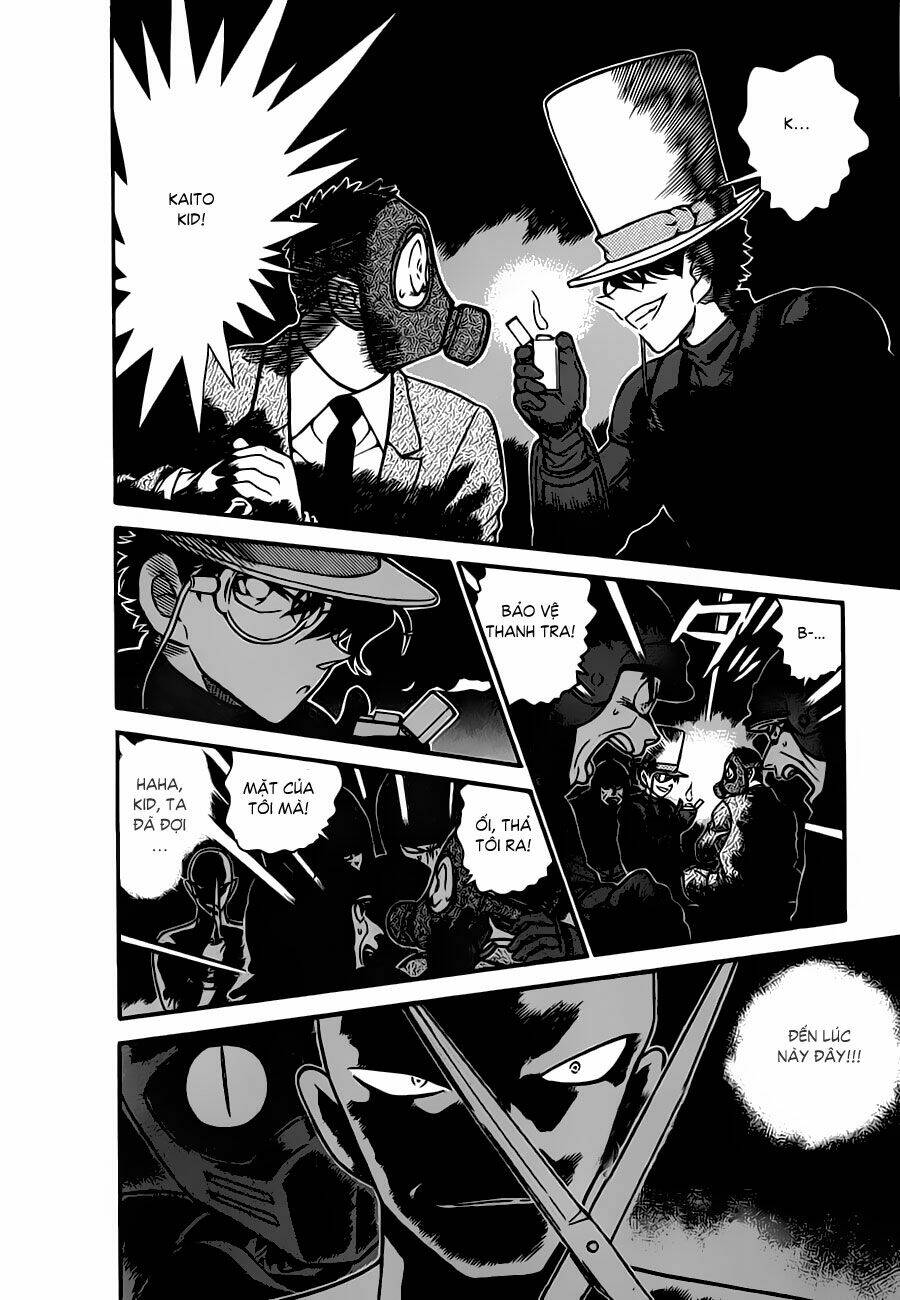 K...
KAITO
KID!
B-...
BẢO VỆ
THANH TRA!
ỐI, THẢ
TÔI RA!
MẶT CỦA
TÔI MÀ!
HAHA,
KID, TA
ĐÃ ĐỢI
...
ĐẾN LÚC
NÀY ĐÂY!!!